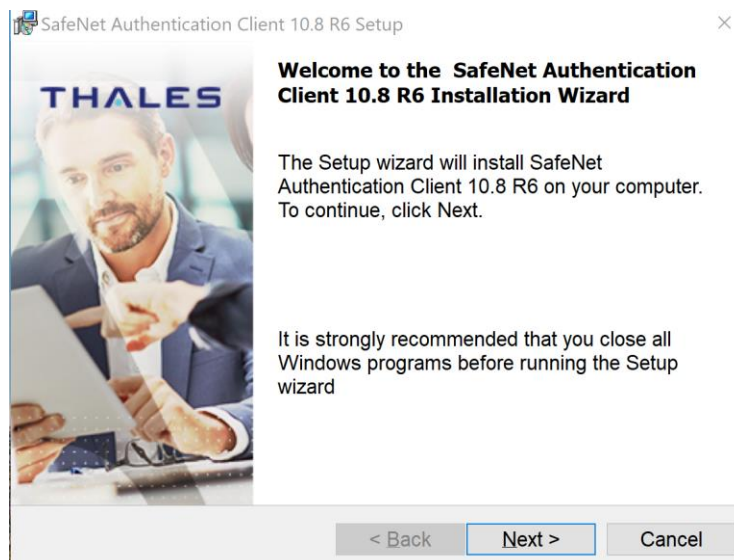 SafeNet Authentication Client 10.8 R6 Setup
THALES
Welcome to the SafeNet Authentication
Client 10.8 R6 Installation Wizard
The Setup wizard will install SafeNet
Authentication Client 10.8 R6 on your computer.
To continue, click Next.
It is strongly recommended that you close all
Windows programs before running the Setup
wizard
< Back Next > Cancel